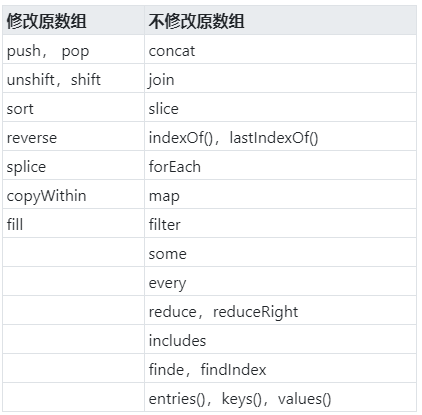 修改原数组 不修改原数组
push， pop concat
unshift，shift join
sort slice
reverse indexOf()，lastIndexOf()
splice forEach
copyWithin map
fill filter
some
every
reduce，reduceRight
includes
finde，findIndex
entries()，keys()，values()